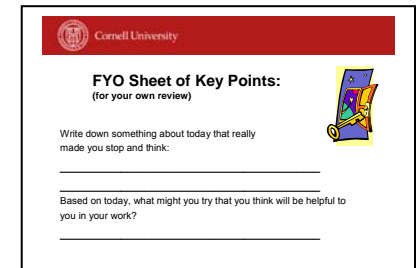 Cornell University
FYO Sheet of Key Points:
(for your own review)
Write down something about today that really
made you stop and think:
Based on today, what might you try that you think will be helpful to
you in your work?